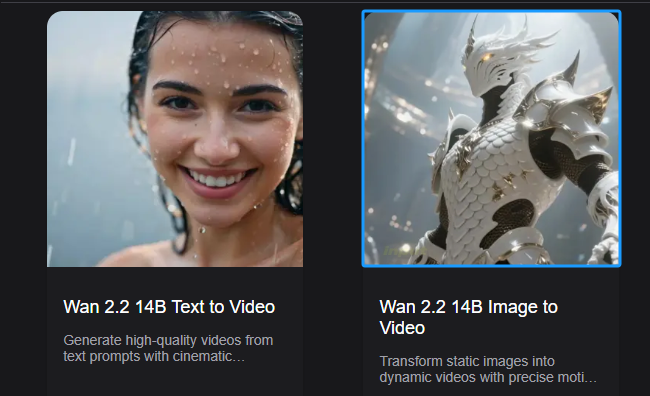 Wan 2.2 14B Text to Video
Generate high-quality videos from
text prompts with cinematic…
Wan 2.2 14B Image to
Video
Transform static images into
dynamic videos with precise moti…